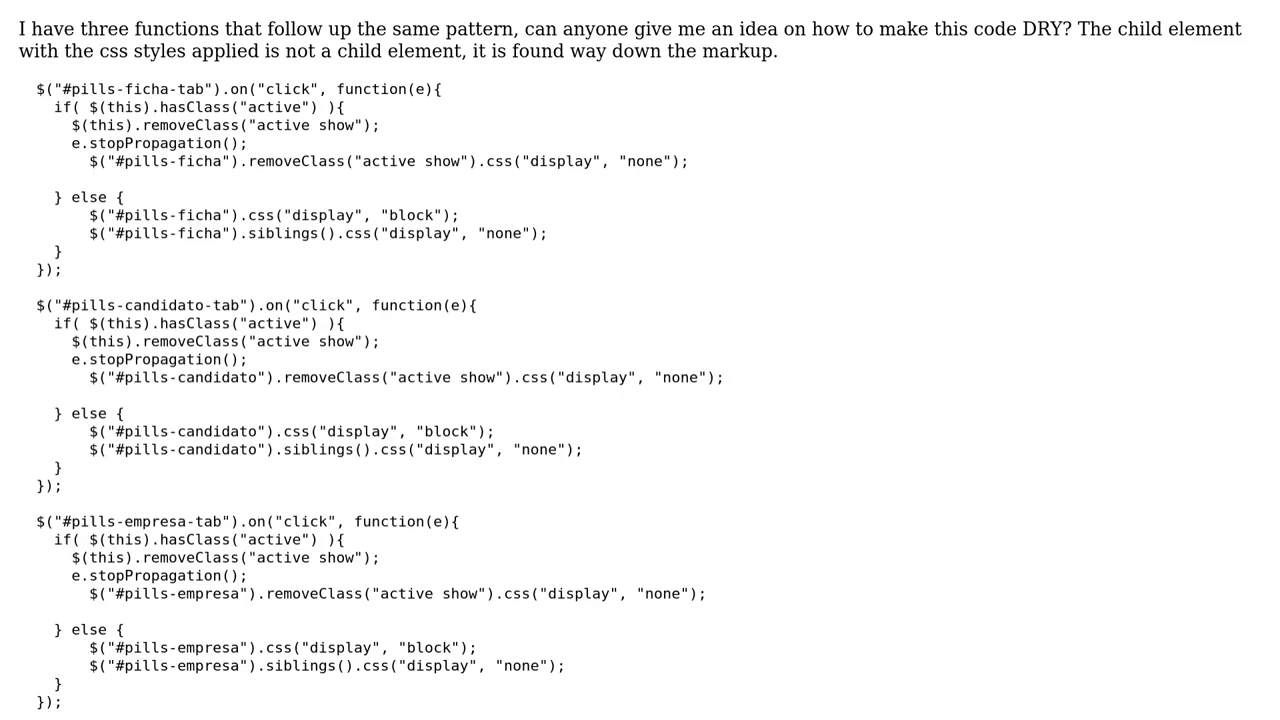 I have three functions that follow up the same pattern, can anyone give me an idea on how to make this code DRY? The child element
with the css styles applied is not a child element, it is found way down the markup.
$("#pills-ficha-tab").on("click", function(e){
  if( $(this).hasClass("active") ){
    $(this).removeClass("active show");
    e.stopPropagation();
      $("#pills-ficha").removeClass("active show").css("display", "none");

  } else {
      $("#pills-ficha").css("display", "block");
      $("#pills-ficha").siblings().css("display", "none");
  }
});

$("#pills-candidato-tab").on("click", function(e){
  if( $(this).hasClass("active") ){
    $(this).removeClass("active show");
    e.stopPropagation();
      $("#pills-candidato").removeClass("active show").css("display", "none");

  } else {
      $("#pills-candidato").css("display", "block");
      $("#pills-candidato").siblings().css("display", "none");
  }
});

$("#pills-empresa-tab").on("click", function(e){
  if( $(this).hasClass("active") ){
    $(this).removeClass("active show");
    e.stopPropagation();
      $("#pills-empresa").removeClass("active show").css("display", "none");

  } else {
      $("#pills-empresa").css("display", "block");
      $("#pills-empresa").siblings().css("display", "none");
  }
});